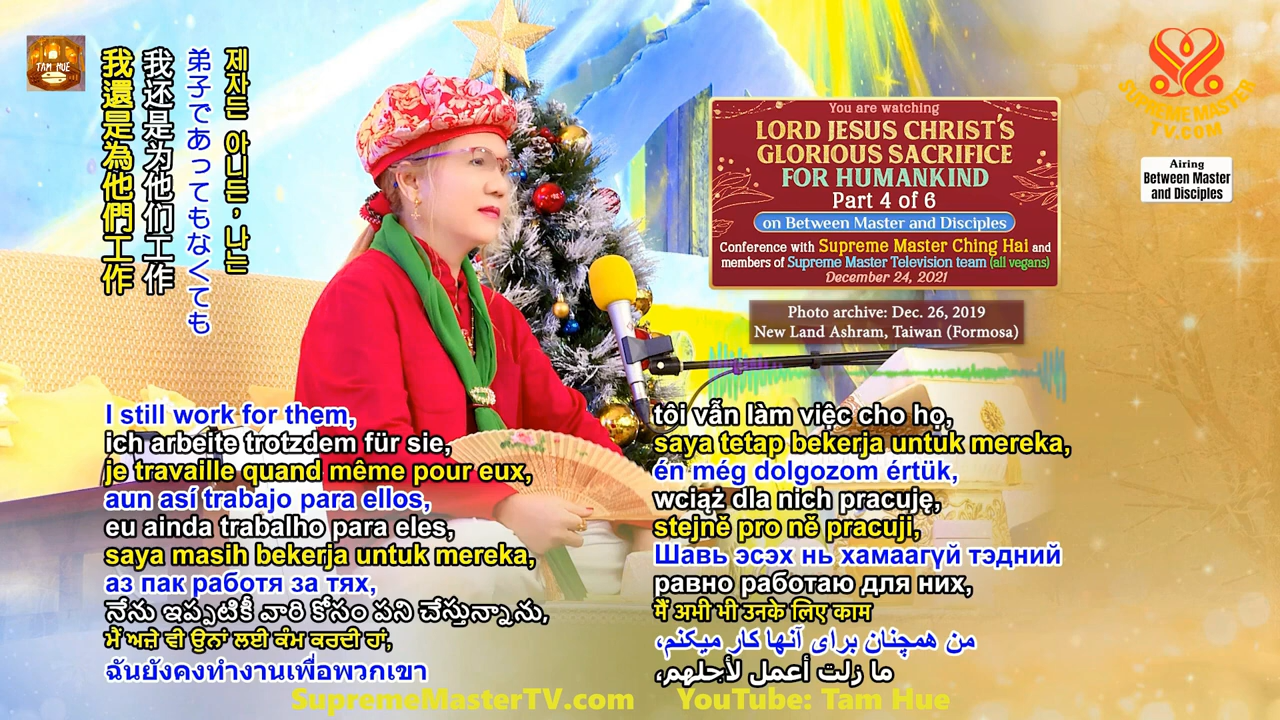 TAM HUE
제자든 아니든, 나는
弟子であってもなくても
我还是为他们工作
我還是為他們工作
You are watching
LORD JESUS CHRIST'S
GLORIOUS SACRIFICE
FOR HUMANKIND
Part 4 of 6
on Between Master and Disciples
Conference with Supreme Master Ching Hai and
members of Supreme Master Television team (all vegans)
December 24, 2021
Photo archive: Dec. 26, 2019
New Land Ashram, Taiwan (Formosa)
SUPREME MASTER
TV.COM
Airing
Between Master
and Disciples
I still work for them,
ich arbeite trotzdem für sie,
je travaille quand même pour eux,
aun así trabajo para ellos,
eu ainda trabalho para eles,
saya masih bekerja untuk mereka,
аз пак работя за тях,
నేను ఇప్పటికీ వారి కోసం పని చేస్తున్నాను,
ਮੈਂ ਅਜੇ ਵੀ ਉਨਾਂ ਲਈ ਕੰਮ ਕਰਦੀ ਹਾਂ,
ฉันยังคงทำงานเพื่อพวกเขา
tôi vẫn làm việc cho họ,
saya tetap bekerja untuk mereka,
én még dolgozom értük,
wciąż dla nich pracuję,
stejně pro ně pracuji,
Шавь эсэх нь хамаагүй тэдний
равно работаю для них,
मैं अभी भी उनके लिए काम
من همچنان برای آنها کار میکنم،
ما زلت أعمل لأجلهم،
SupremeMasterTV.com
YouTube: Tam Hue